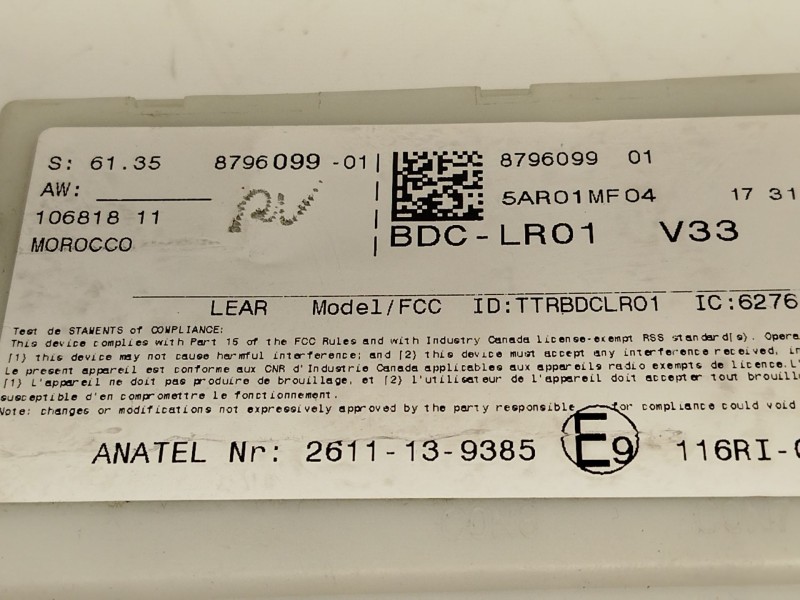 S: 61.35 8796099 -01
AW:
106818 11
MOROCCO
8796099 01
5AR01MF04 17 31
BDC-LR01 V33
LEAR Model/FCC ID:TTRBDCLR01 IC:6276
Test de STAMENTS of COMPLIANCE:
This device complies with Part 15 of the FCC Rules and with Industry Canada license-exempt RSS standard(s). Opera
(1) this device may not cause harmful interference; and (2) this device must accept any interference received, in
Le present appareil est conforme aux CNR d'Industrie Canada applicables aux appareils radio exempts de licence. L'
(1) L'appareil ne doit pas produire de brouillage, et (2) l'utilisateur de l'appareil doit accepter tout brouill
susceptible d'en compromettre le fonctionnement.
Note: changes or modifications not expressively approved by the party responsible for compliance could void
ANATEL Nr: 2611-13-9385 E9 116RI-0